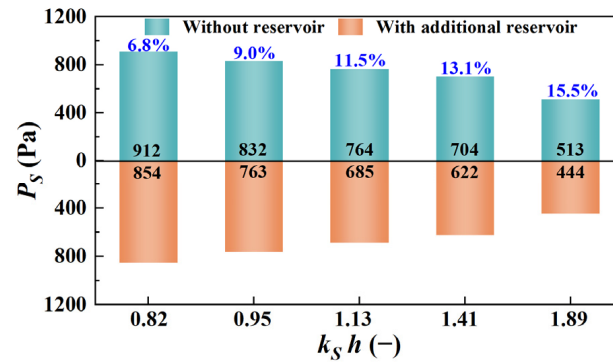 Without reservoir With additional reservoir
1200
800
400
0
400
800
1200
P_S (Pa)
6.8% 9.0% 11.5% 13.1% 15.5%
912 832 764 704 513
854 763 685 622 444
0.82 0.95 1.13 1.41 1.89
k_S h (−)